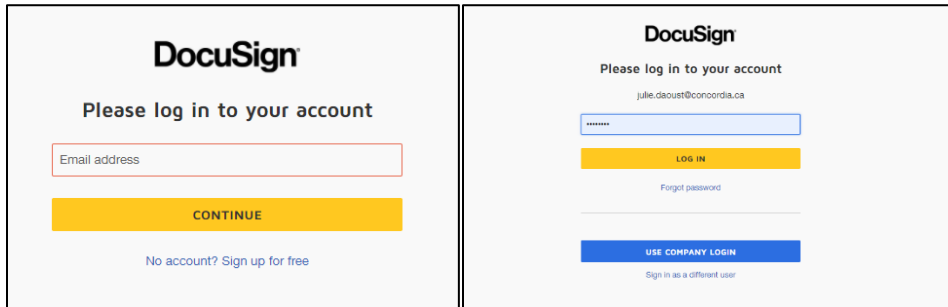 DocuSign
Please log in to your account
Email address
CONTINUE
No account? Sign up for free
DocuSign
Please log in to your account
julie.daoust@concordia.ca
••••••••
LOG IN
Forgot password
USE COMPANY LOGIN
Sign in as a different user